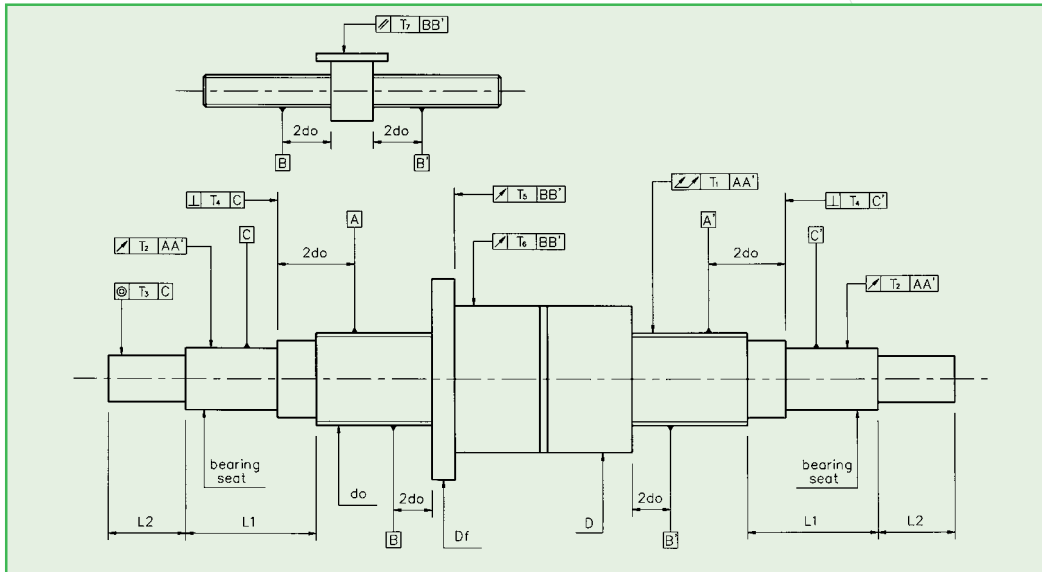 T₇ BB'
2do 2do
B B'
⊥ T₄ C
T₅ BB'
T₁ AA'
⊥ T₄ C'
A
A'
T₆ BB'
T₂ AA'
C
2do
2do
C'
◎ T₃ C
T₂ AA'
bearing
seat
bearing
seat
do
2do
D
2do
L2 L1
Df
L1 L2
B
B'